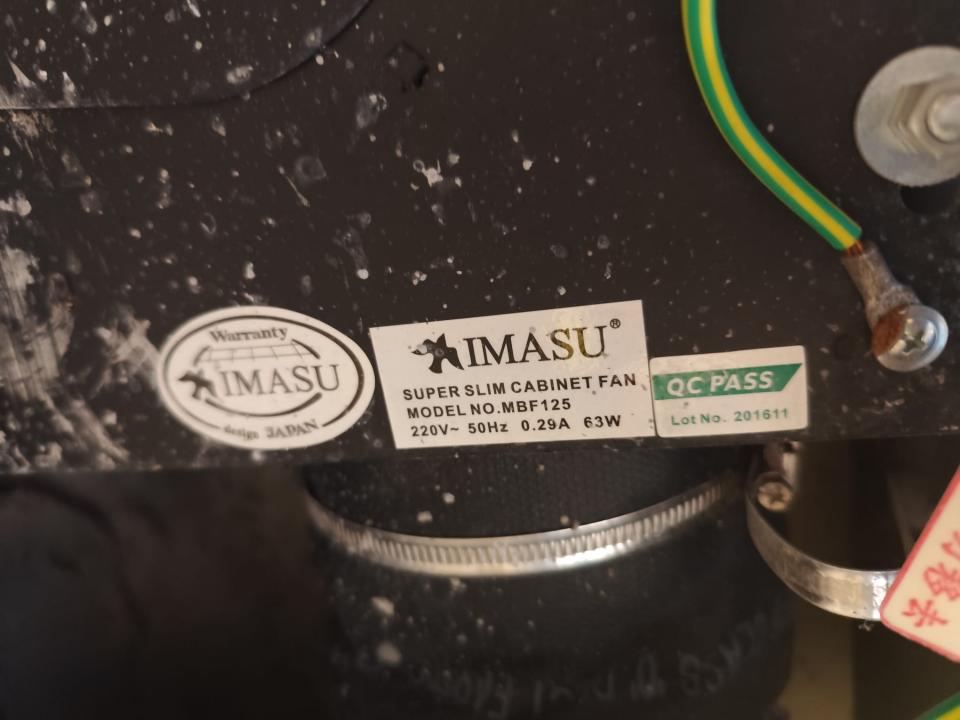 Warranty
IMASU
design JAPAN
IMASU®
SUPER SLIM CABINET FAN
MODEL NO.MBF125
220V~ 50Hz 0.29A 63W
QC PASS
Lot No. 201611